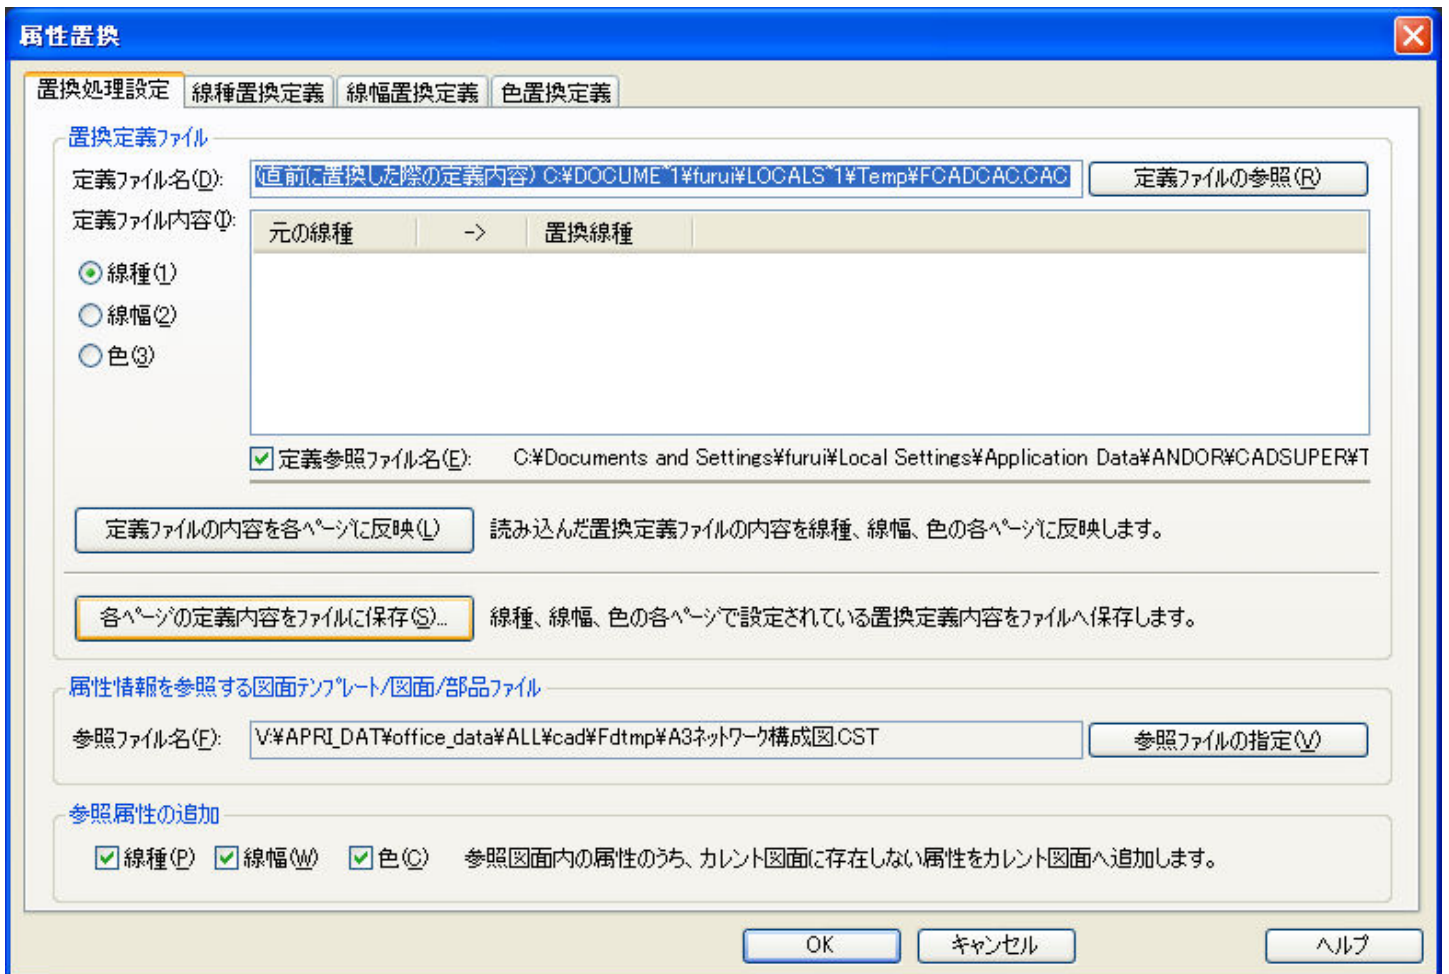 属性置換
置換処理設定 線種置換定義 線幅置換定義 色置換定義
置換定義ファイル
定義ファイル名(D): (直前に置換した際の定義内容) C:¥DOCUME~1¥furui¥LOCALS~1¥Temp¥FCADCAC.CAC 定義ファイルの参照(R)
定義ファイル内容(I): 元の線種 -> 置換線種
線種(1)
線幅(2)
色(3)
定義参照ファイル名(E): C:¥Documents and Settings¥furui¥Local Settings¥Application Data¥ANDOR¥CADSUPER¥T
定義ファイルの内容を各ページに反映(L) 読み込んだ置換定義ファイルの内容を線種、線幅、色の各ページに反映します。
各ページの定義内容をファイルに保存(S)... 線種、線幅、色の各ページで設定されている置換定義内容をファイルへ保存します。
属性情報を参照する図面テンプレート/図面/部品ファイル
参照ファイル名(F): V:¥APRI_DAT¥office_data¥ALL¥cad¥Fdtmp¥A3ネットワーク構成図.CST 参照ファイルの指定(V)
参照属性の追加
線種(P) 線幅(W) 色(C) 参照図面内の属性のうち、カレント図面に存在しない属性をカレント図面へ追加します。
OK キャンセル ヘルプ